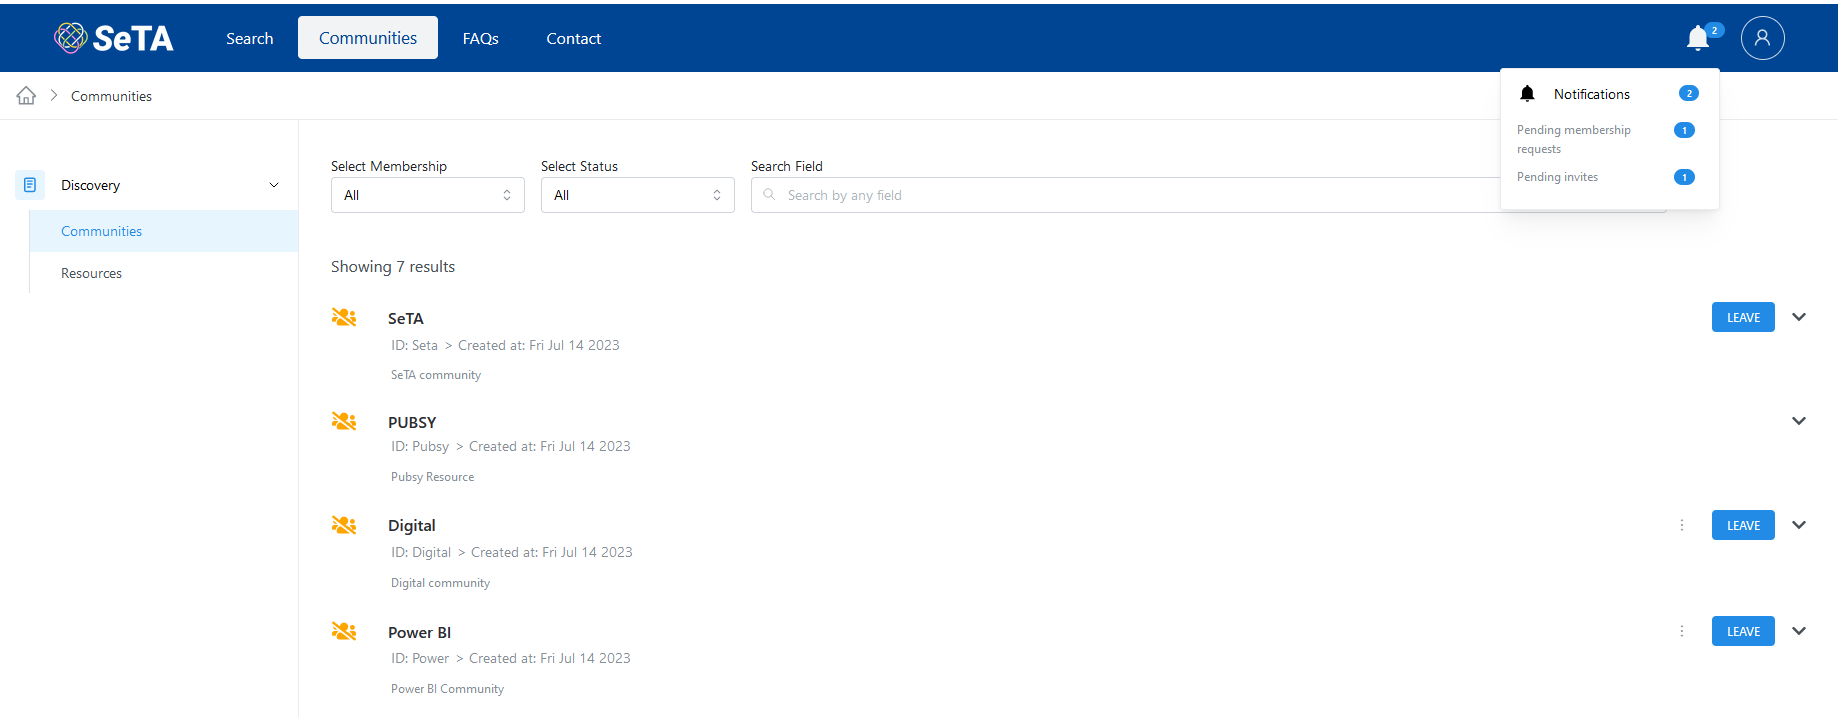 SeTA
Search
Communities
FAQs
Contact
2
Communities
Notifications
2
Pending membership
requests
1
Pending invites
1
Discovery
Communities
Resources
Select Membership
Select Status
Search Field
All
All
Search by any field
Showing 7 results
SeTA
LEAVE
ID: Seta > Created at: Fri Jul 14 2023
SeTA community
PUBSY
ID: Pubsy > Created at: Fri Jul 14 2023
Pubsy Resource
Digital
LEAVE
ID: Digital > Created at: Fri Jul 14 2023
Digital community
Power BI
LEAVE
ID: Power > Created at: Fri Jul 14 2023
Power BI Community